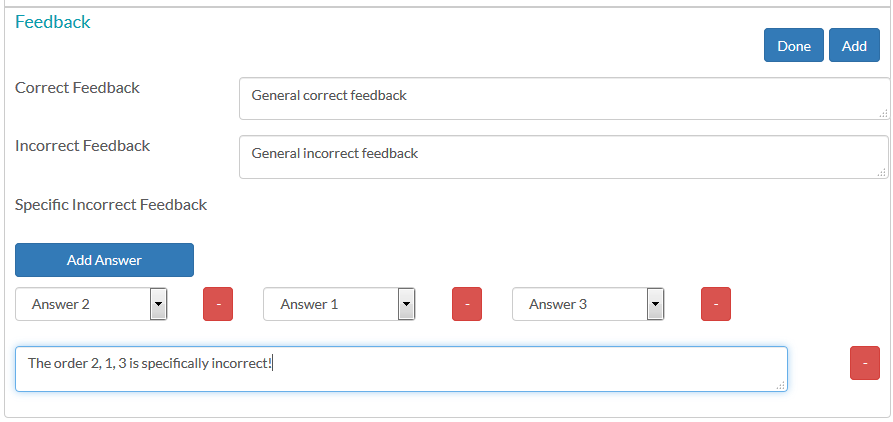 Feedback
Done Add
Correct Feedback General correct feedback
Incorrect Feedback General incorrect feedback
Specific Incorrect Feedback
Add Answer
Answer 2 - Answer 1 - Answer 3 -
The order 2, 1, 3 is specifically incorrect! -